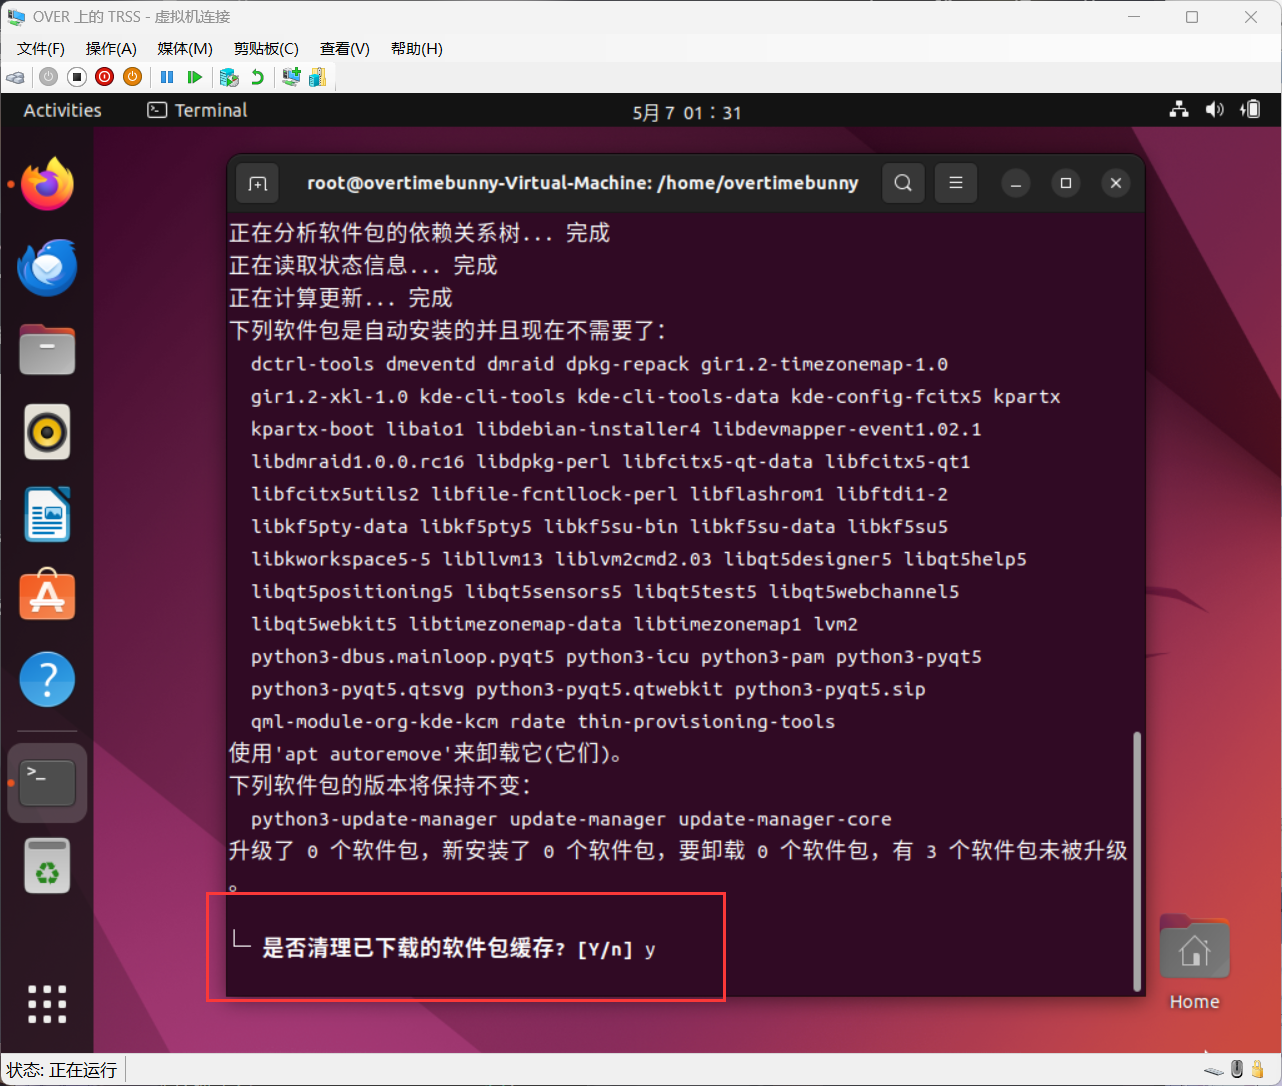 OVER 上的 TRSS - 虚拟机连接
文件(F) 操作(A) 媒体(M) 剪贴板(C) 查看(V) 帮助(H)
Activities Terminal 5月 7 01：31
root@overtimebunny-Virtual-Machine: /home/overtimebunny
正在分析软件包的依赖关系树... 完成
正在读取状态信息... 完成
正在计算更新... 完成
下列软件包是自动安装的并且现在不需要了：
dctrl-tools dmeventd dmraid dpkg-repack gir1.2-timezonemap-1.0
gir1.2-xkl-1.0 kde-cli-tools kde-cli-tools-data kde-config-fcitx5 kpartx
kpartx-boot libaio1 libdebian-installer4 libdevmapper-event1.02.1
libdmraid1.0.0.rc16 libdpkg-perl libfcitx5-qt-data libfcitx5-qt1
libfcitx5utils2 libfile-fcntllock-perl libflashrom1 libftdi1-2
libkf5pty-data libkf5pty5 libkf5su-bin libkf5su-data libkf5su5
libkworkspace5-5 libllvm13 liblvm2cmd2.03 libqt5designer5 libqt5help5
libqt5positioning5 libqt5sensors5 libqt5test5 libqt5webchannel5
libqt5webkit5 libtimezonemap-data libtimezonemap1 lvm2
python3-dbus.mainloop.pyqt5 python3-icu python3-pam python3-pyqt5
python3-pyqt5.qtsvg python3-pyqt5.qtwebkit python3-pyqt5.sip
qml-module-org-kde-kcm rdate thin-provisioning-tools
使用'apt autoremove'来卸载它(它们)。
下列软件包的版本将保持不变：
python3-update-manager update-manager update-manager-core
升级了 0 个软件包，新安装了 0 个软件包，要卸载 0 个软件包，有 3 个软件包未被升级
。
└─ 是否清理已下载的软件包缓存? [Y/n] y
Home
状态: 正在运行